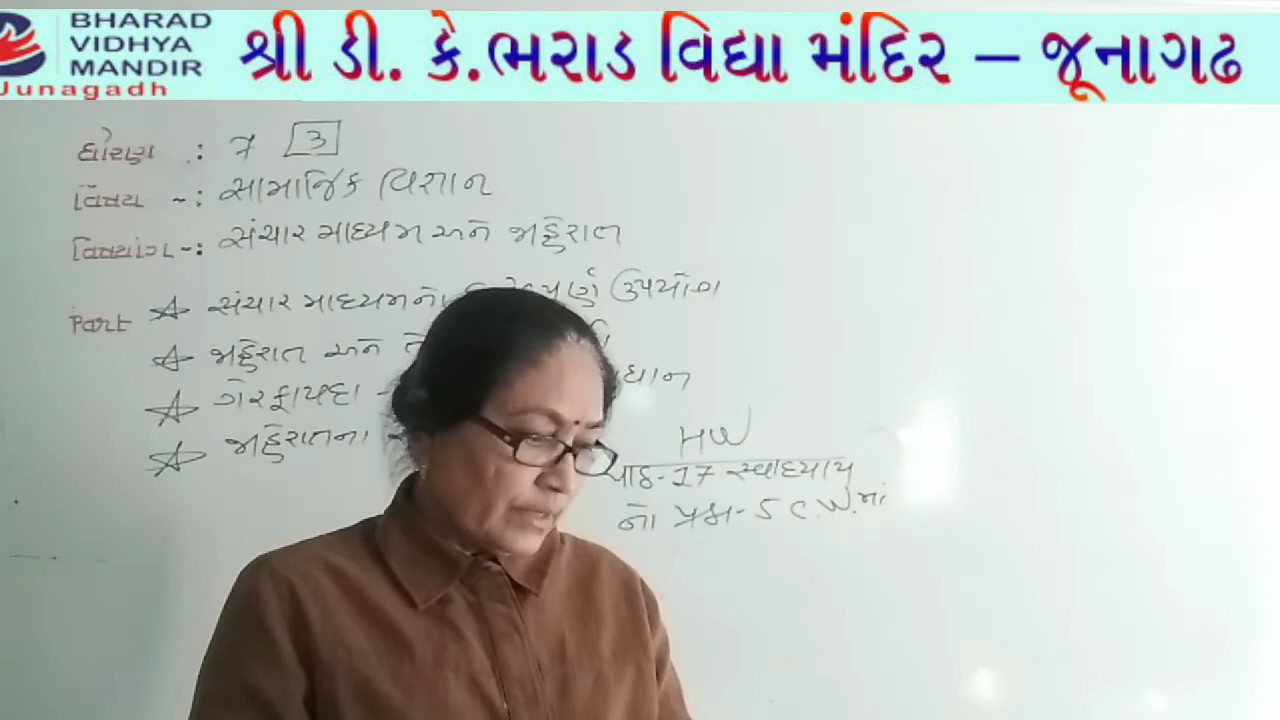 BHARAD
VIDHYA
MANDIR
Junagadh
શ્રી ડી. કે.ભરાડ વિદ્યા મંદિર – જૂનાગઢ
ધોરણ : 7 3
વિષય ~: સામાજિક વિજ્ઞાન
વિષયાંગ ~: સંચાર માધ્યમ અને જાહેરાત
Part ☆ સંચાર માધ્યમનો ઉપયોગ
☆ જાહેરાત અને
☆ ગેરફાયદા -
☆ જાહેરાતના
HW
પાઠ-17 સ્વાધ્યાય
નો પ્રશ્ન-5 C.W.માં